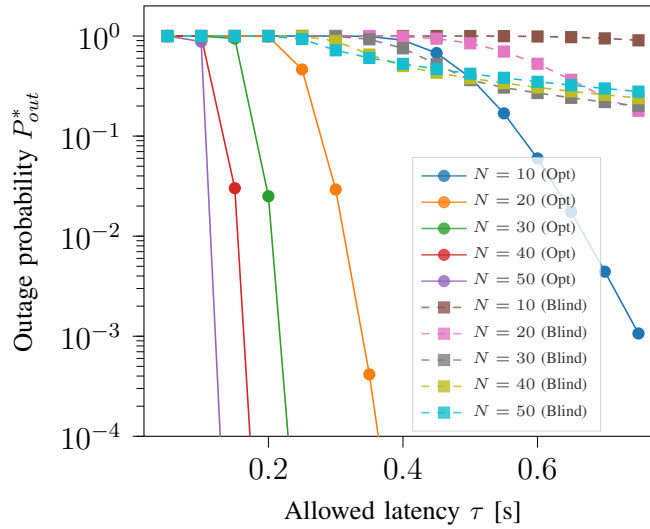 Outage probability P*out
10^0
10^-1
10^-2
10^-3
10^-4
N = 10 (Opt)
N = 20 (Opt)
N = 30 (Opt)
N = 40 (Opt)
N = 50 (Opt)
N = 10 (Blind)
N = 20 (Blind)
N = 30 (Blind)
N = 40 (Blind)
N = 50 (Blind)
0.2 0.4 0.6
Allowed latency τ [s]